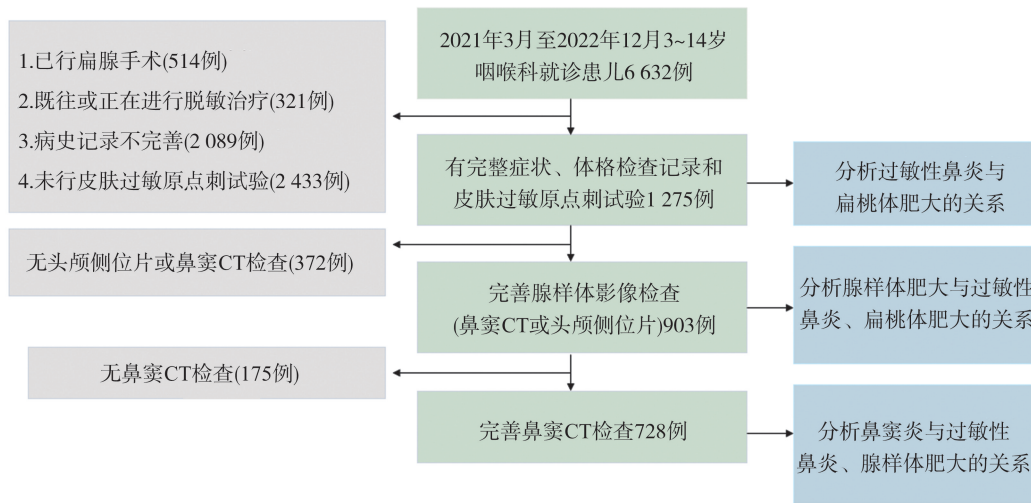 2021年3月至2022年12月3~14岁
咽喉科就诊患儿6 632例
1.已行扁腺手术(514例)
2.既往或正在进行脱敏治疗(321例)
3.病史记录不完善(2 089例)
4.未行皮肤过敏原点刺试验(2 433例)
有完整症状、体格检查记录和
皮肤过敏原点刺试验1 275例
分析过敏性鼻炎与
扁桃体肥大的关系
无头颅侧位片或鼻窦CT检查(372例)
完善腺样体影像检查
(鼻窦CT或头颅侧位片)903例
分析腺样体肥大与过敏性
鼻炎、扁桃体肥大的关系
无鼻窦CT检查(175例)
完善鼻窦CT检查728例
分析鼻窦炎与过敏性
鼻炎、腺样体肥大的关系